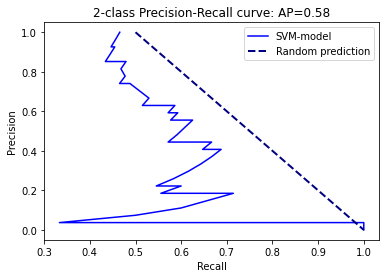 2-class Precision-Recall curve: AP=0.58
SVM-model
Random prediction
Precision
1.0
0.8
0.6
0.4
0.2
0.0
0.3 0.4 0.5 0.6 0.7 0.8 0.9 1.0
Recall